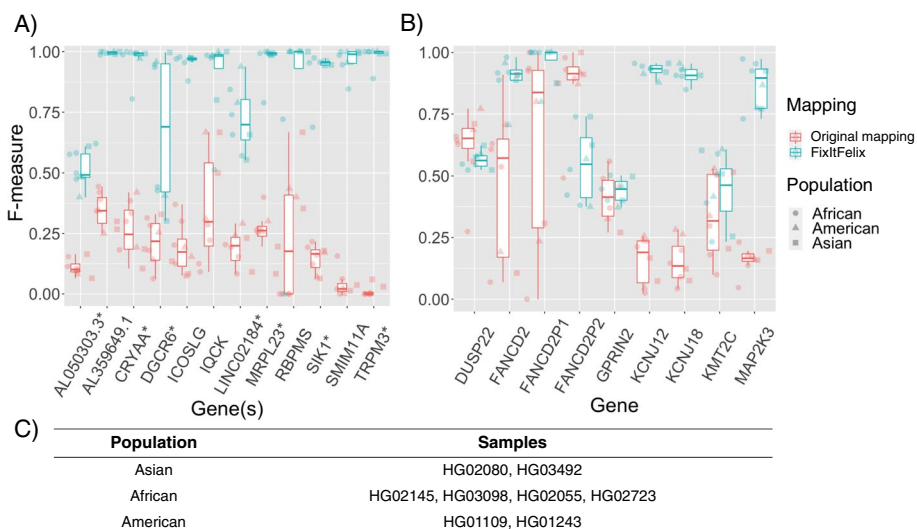 A)
F-measure
1.00
0.75
0.50
0.25
0.00
AL050303.3*
AL359649.1
CRYAA*
DGCR6*
ICOSLG
IQCK
LINC02184*
MRPL23*
RBPMS
SIK1*
SMIM11A
TRPM3*
Gene(s)
B)
1.00
0.75
0.50
0.25
0.00
DUSP22
FANCD2
FANCD2P1
FANCD2P2
GPRIN2
KCNJ12
KCNJ18
KMT2C
MAP2K3
Gene
Mapping
Original mapping
FixItFelix
Population
African
American
Asian
C)
Population Samples
Asian HG02080, HG03492
African HG02145, HG03098, HG02055, HG02723
American HG01109, HG01243